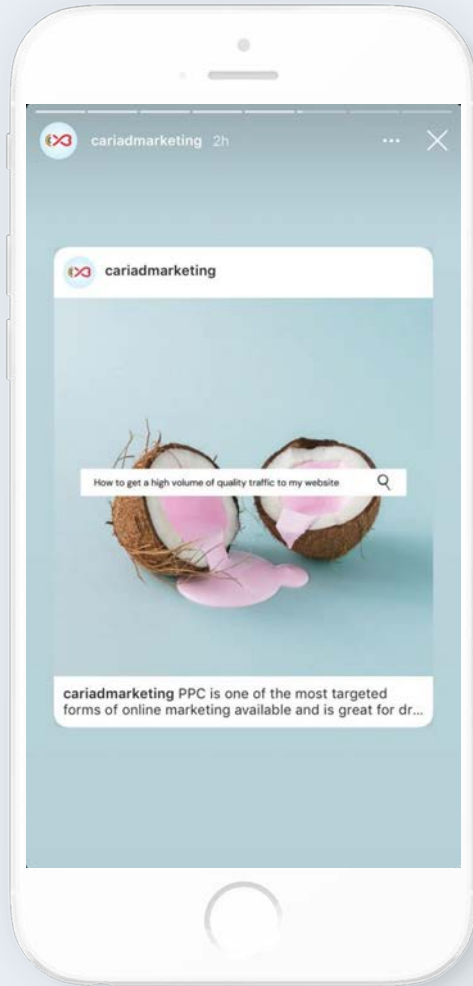 cariadmarketing 2h
cariadmarketing
How to get a high volume of quality traffic to my website
cariadmarketing PPC is one of the most targeted
forms of online marketing available and is great for dr...